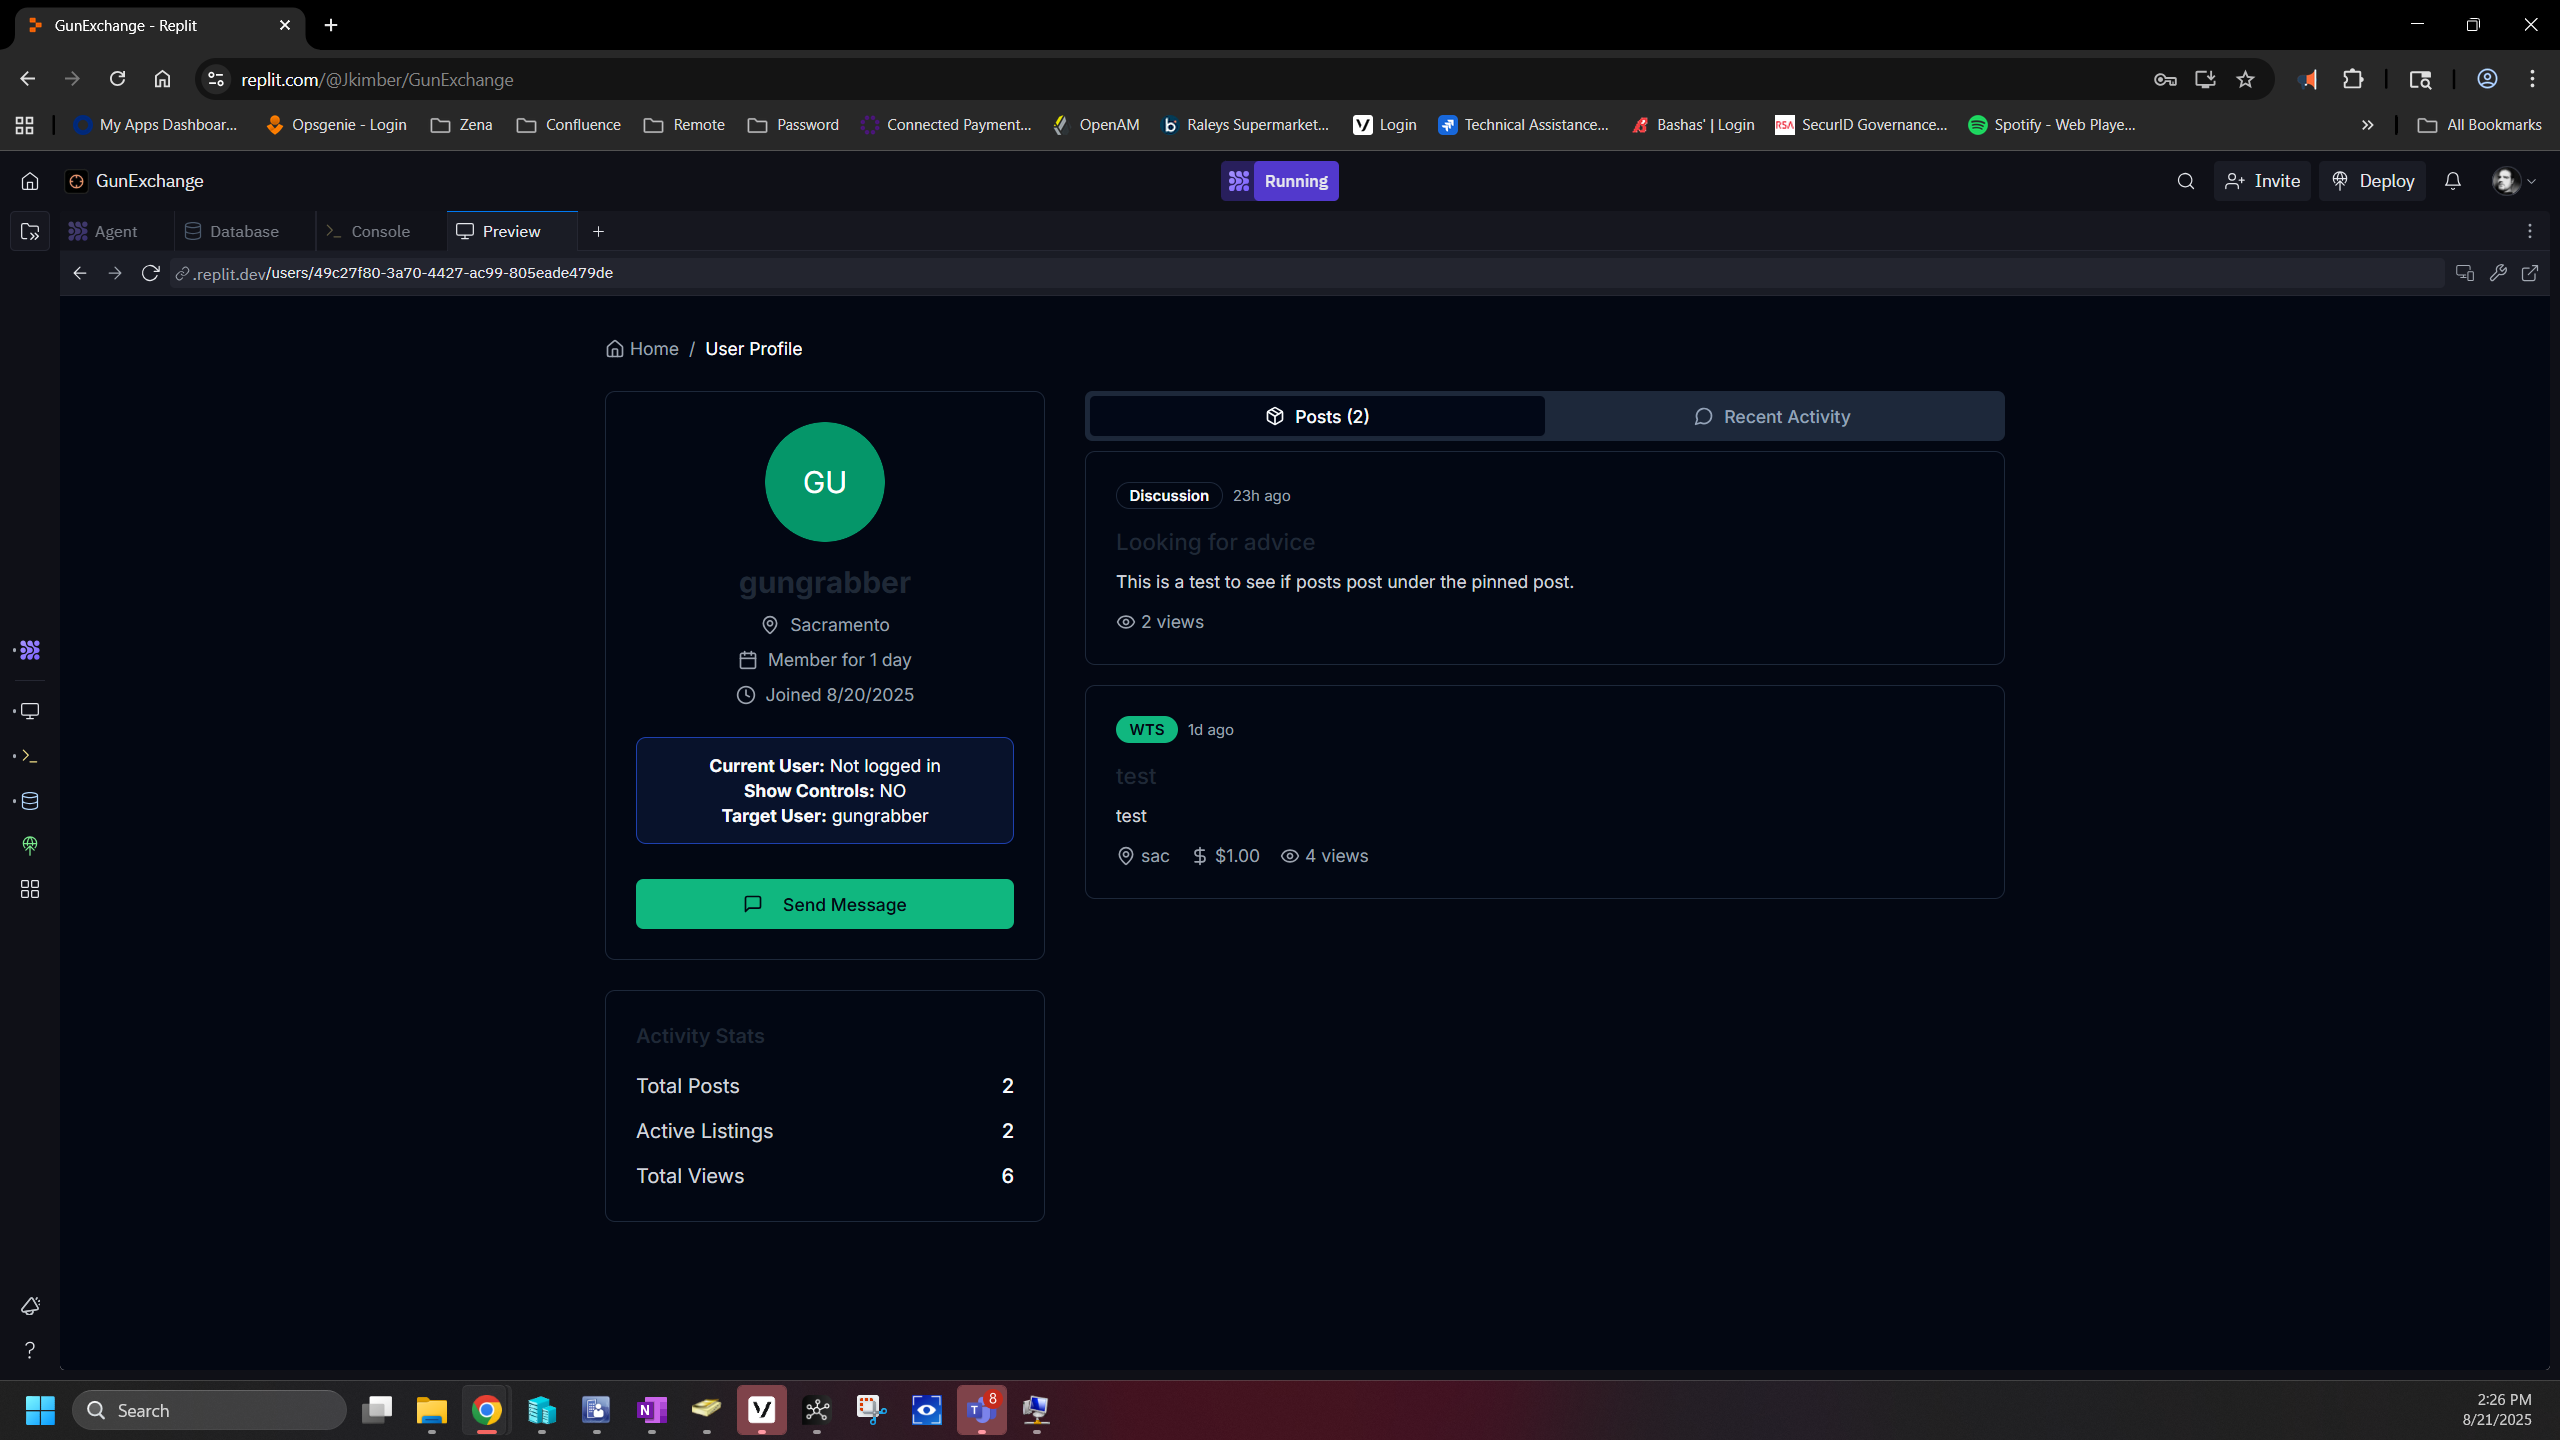 GunExchange - Replit
replit.com/@Jkimber/GunExchange
My Apps Dashboar... Opsgenie - Login Zena Confluence Remote Password Connected Payment... OpenAM Raleys Supermarket... Login Technical Assistance... Bashas' | Login RSA SecurID Governance... Spotify - Web Playe... All Bookmarks
GunExchange Running Invite Deploy
Agent Database Console Preview
.replit.dev/users/49c27f80-3a70-4427-ac99-805eade479de
Home / User Profile
GU
gungrabber
Sacramento
Member for 1 day
Joined 8/20/2025
Current User: Not logged in
Show Controls: NO
Target User: gungrabber
Send Message
Activity Stats
Total Posts 2
Active Listings 2
Total Views 6
Posts (2) Recent Activity
Discussion 23h ago
Looking for advice
This is a test to see if posts post under the pinned post.
2 views
WTS 1d ago
test
test
sac $ $1.00 4 views
Search
8
2:26 PM
8/21/2025